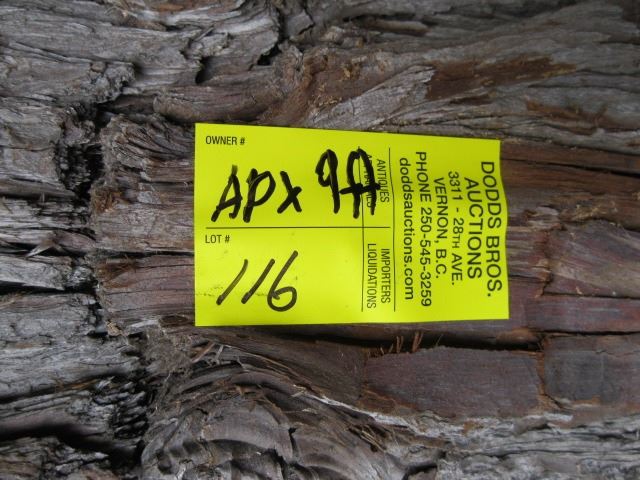 OWNER #
APX 9ft
LOT #
116
ANTIQUES
IMPORTERS
LIQUIDATIONS
DODDS BROS.
AUCTIONS
3311 - 28TH AVE.
VERNON, B.C.
PHONE 250-545-3259
doddsauctions.com